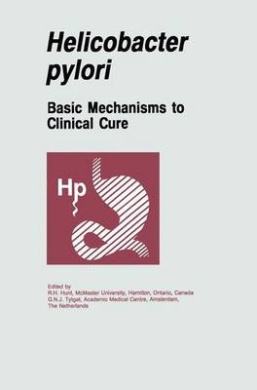 Helicobacter
pylori
Basic Mechanisms to
Clinical Cure
Hp
Edited by
R.H. Hunt, McMaster University, Hamilton, Ontario, Canada
G.N.J. Tytgat, Academic Medical Centre, Amsterdam,
The Netherlands